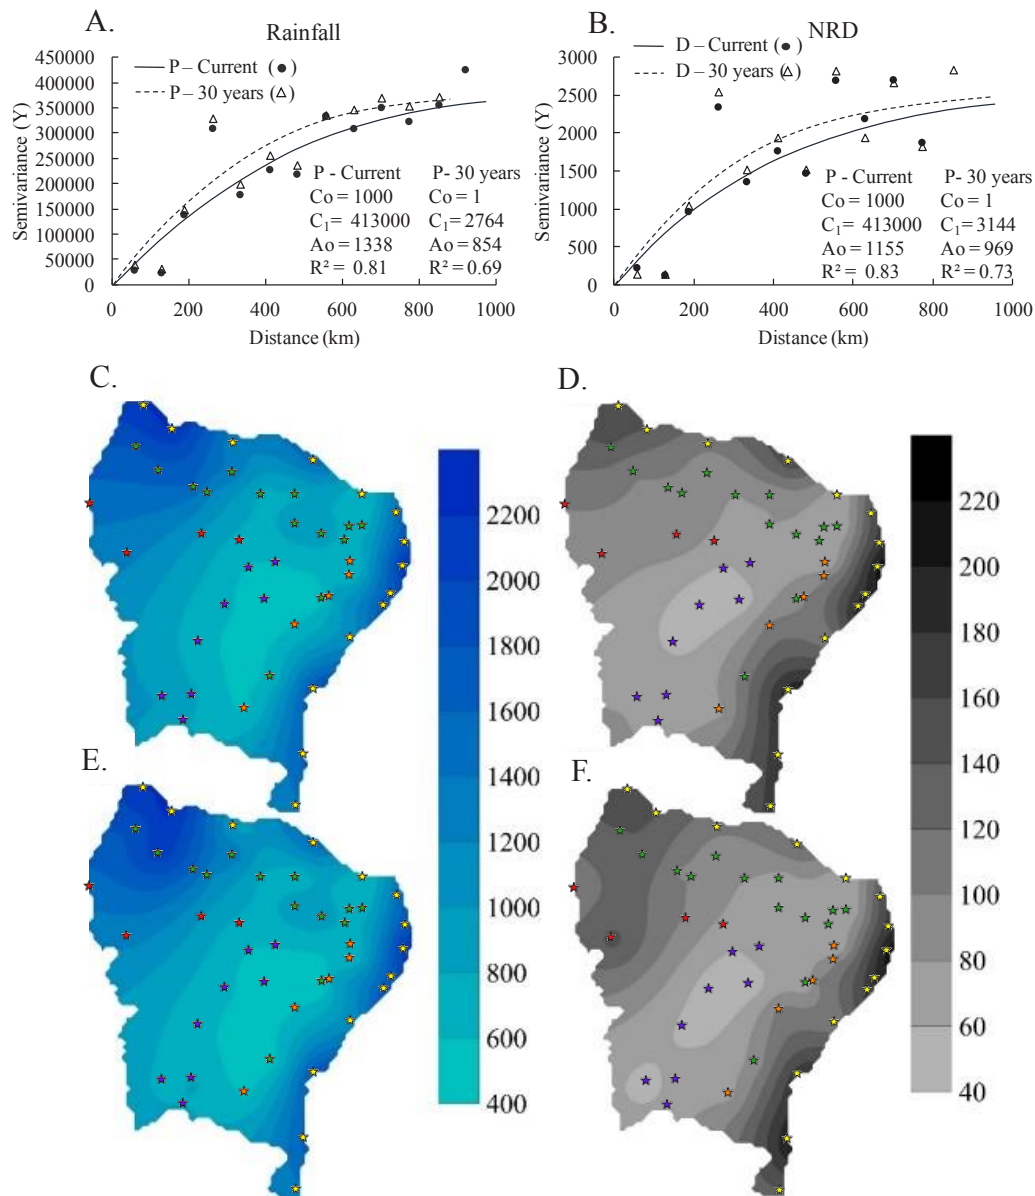 A.
Rainfall
Semivariance (Y)
450000
400000
350000
300000
250000
200000
150000
100000
50000
0
P – Current (●)
P – 30 years (△)
P - Current
Co = 1000
C₁= 413000
Ao = 1338
R² = 0.81
P- 30 years
Co = 1
C₁=2764
Ao = 854
R² = 0.69
0 200 400 600 800 1000
Distance (km)
B.
NRD
Semivariance (Y)
3000
2500
2000
1500
1000
500
0
D – Current (●)
D – 30 years (△)
P - Current
Co = 1000
C₁= 413000
Ao = 1155
R² = 0.83
P- 30 years
Co = 1
C₁= 3144
Ao = 969
R² = 0.73
0 200 400 600 800 1000
Distance (km)
C.
D.
E.
F.
2200
2000
1800
1600
1400
1200
1000
800
600
400
220
200
180
160
140
120
100
80
60
40